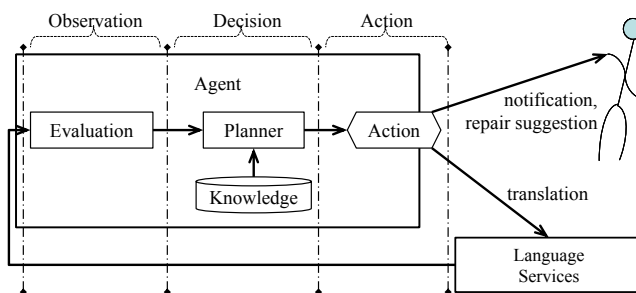 Observation Decision Action
Agent
Evaluation Planner Action
Knowledge
notification,
repair suggestion
translation
Language
Services